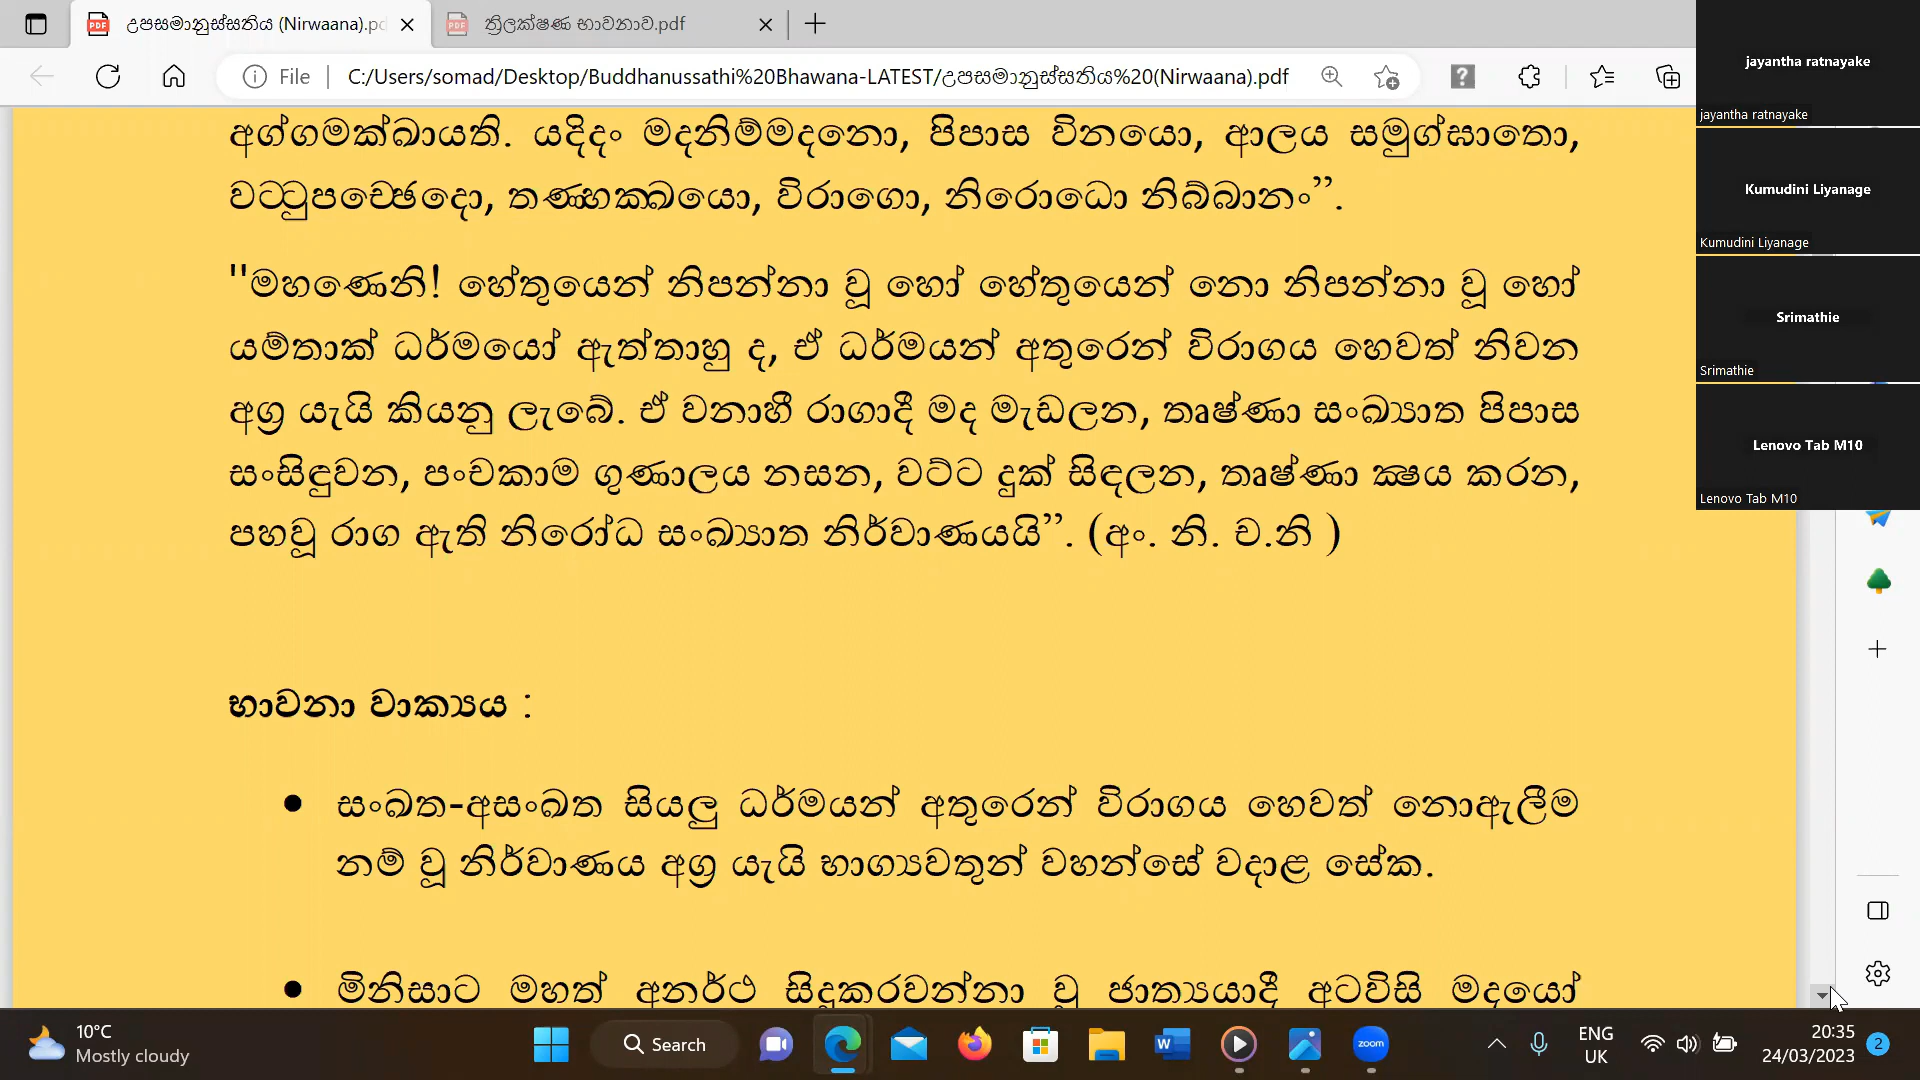 උපසමානුස්සතිය (Nirwaana).pd
ත්‍රිලක්ෂණ භාවනාව.pdf
File
C:/Users/somad/Desktop/Buddhanussathi%20Bhawana-LATEST/උපසමානුස්සතිය%20(Nirwaana).pdf
අග්ගමක්ඛායති. යදිදං මදනිම්මදනො, පිපාස විනයො, ආලය සමුග්ඝාතො,
වට්ටුපච්ඡෙදො, තණ්හක්ඛයො, විරාගො, නිරොධො නිබ්බානං’’.
"මහණෙනි! හේතුයෙන් නිපන්නා වූ හෝ හේතුයෙන් නො නිපන්නා වූ හෝ
යම්තාක් ධර්මයෝ ඇත්තාහු ද, ඒ ධර්මයන් අතුරෙන් විරාගය හෙවත් නිවන
අග්‍ර යැයි කියනු ලැබේ. ඒ වනාහී රාගාදී මද මැඩලන, තෘෂ්ණා සංඛ්‍යාත පිපාස
සංසිඳුවන, පංචකාම ගුණාලය නසන, වට්ට දුක් සිඳලන, තෘෂ්ණා ක්‍ෂය කරන,
පහවූ රාග ඇති නිරෝධ සංඛ්‍යාත නිර්වාණයයි’’. (අං. නි. ච.නි )
භාවනා වාක්‍යය :
● සංඛත-අසංඛත සියලු ධර්මයන් අතුරෙන් විරාගය හෙවත් නොඇලීම
නම් වූ නිර්වාණය අග්‍ර යැයි භාග්‍යවතුන් වහන්සේ වදාළ සේක.
● මිනිසාට මහත් අනර්ථ සිදුකරවන්නා වූ ජාත්‍යයාදී අටවිසි මදයෝ
jayantha ratnayake
jayantha ratnayake
Kumudini Liyanage
Kumudini Liyanage
Srimathie
Srimathie
Lenovo Tab M10
Lenovo Tab M10
10°C
Mostly cloudy
Search
zoom
ENG
UK
20:35
24/03/2023
2